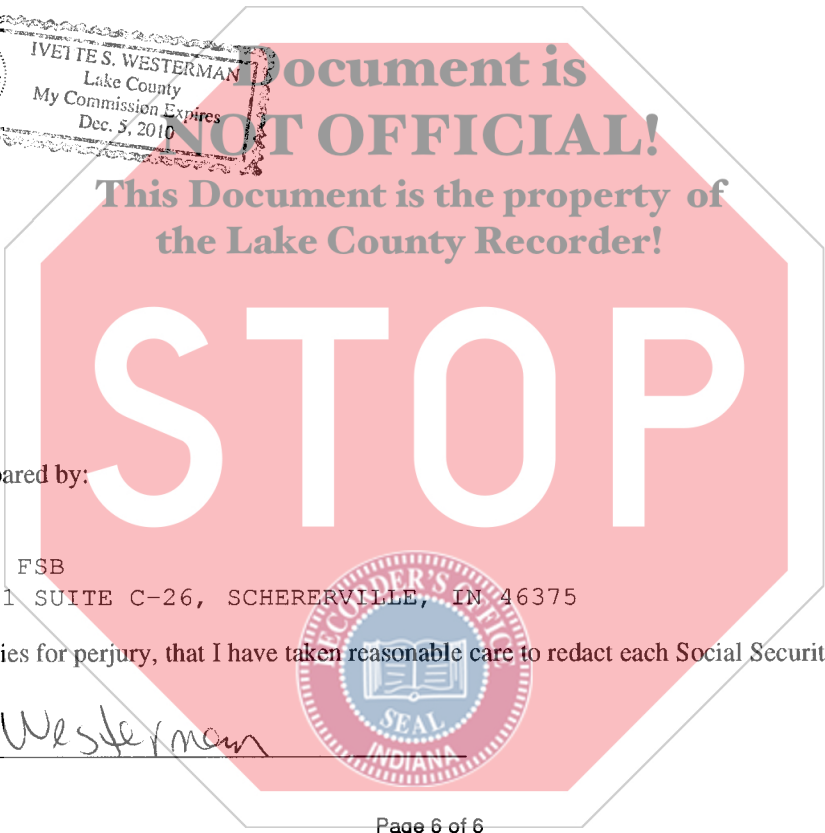 IVETTE S. WESTERMAN
Lake County
My Commission Expires
Dec. 5, 2010
Document is
NOT OFFICIAL!
This Document is the property of
the Lake County Recorder!
STOP
pared by:
FSB
1 SUITE C-26, SCHERERVILLE, IN 46375
RECORDER'S OFFICE
SEAL
INDIANA
ies for perjury, that I have taken reasonable care to redact each Social Securit
Westerman
Page 6 of 6